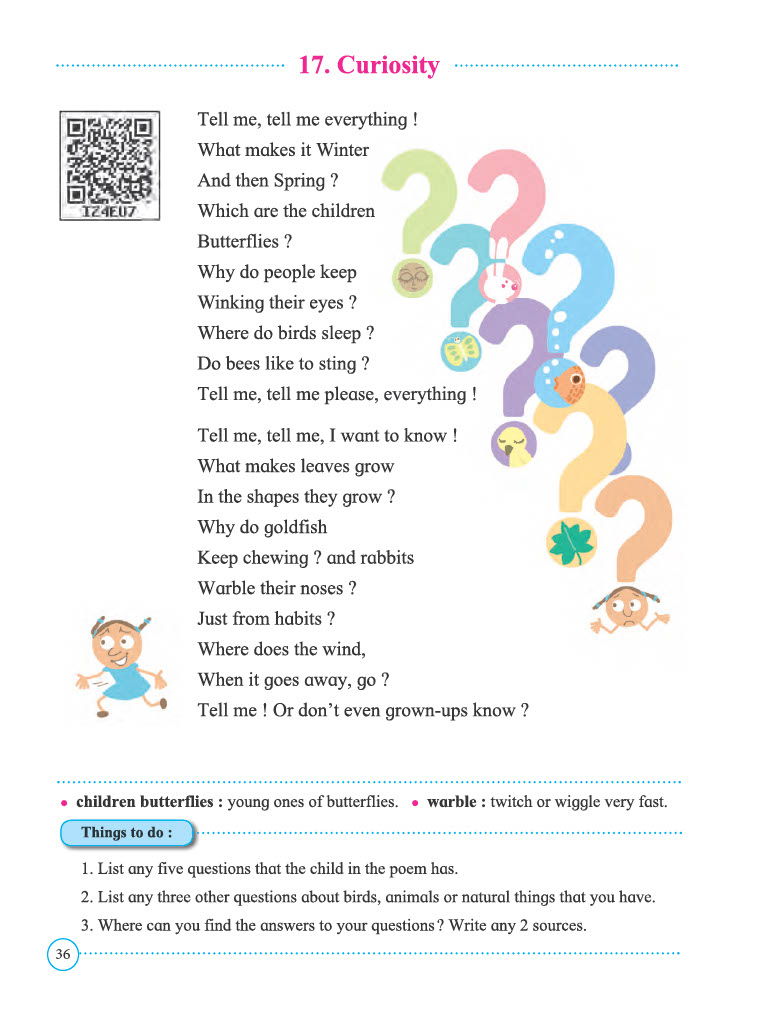 17. Curiosity
IZ4EU7
Tell me, tell me everything !
What makes it Winter
And then Spring ?
Which are the children
Butterflies ?
Why do people keep
Winking their eyes ?
Where do birds sleep ?
Do bees like to sting ?
Tell me, tell me please, everything !
Tell me, tell me, I want to know !
What makes leaves grow
In the shapes they grow ?
Why do goldfish
Keep chewing ? and rabbits
Warble their noses ?
Just from habits ?
Where does the wind,
When it goes away, go ?
Tell me ! Or don't even grown-ups know ?
• children butterflies : young ones of butterflies. • warble : twitch or wiggle very fast.
Things to do :
1. List any five questions that the child in the poem has.
2. List any three other questions about birds, animals or natural things that you have.
3. Where can you find the answers to your questions ? Write any 2 sources.
36